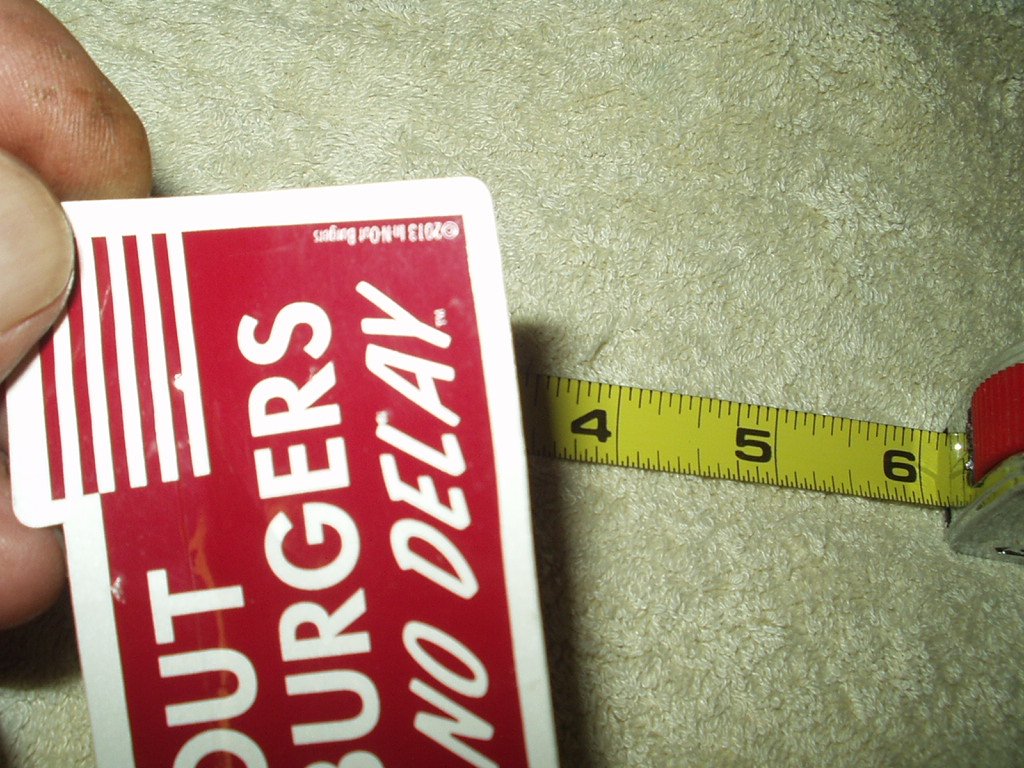 ©2013 In-N-Out Burgers
OUT
BURGERS
NO DELAY™
4 5 6